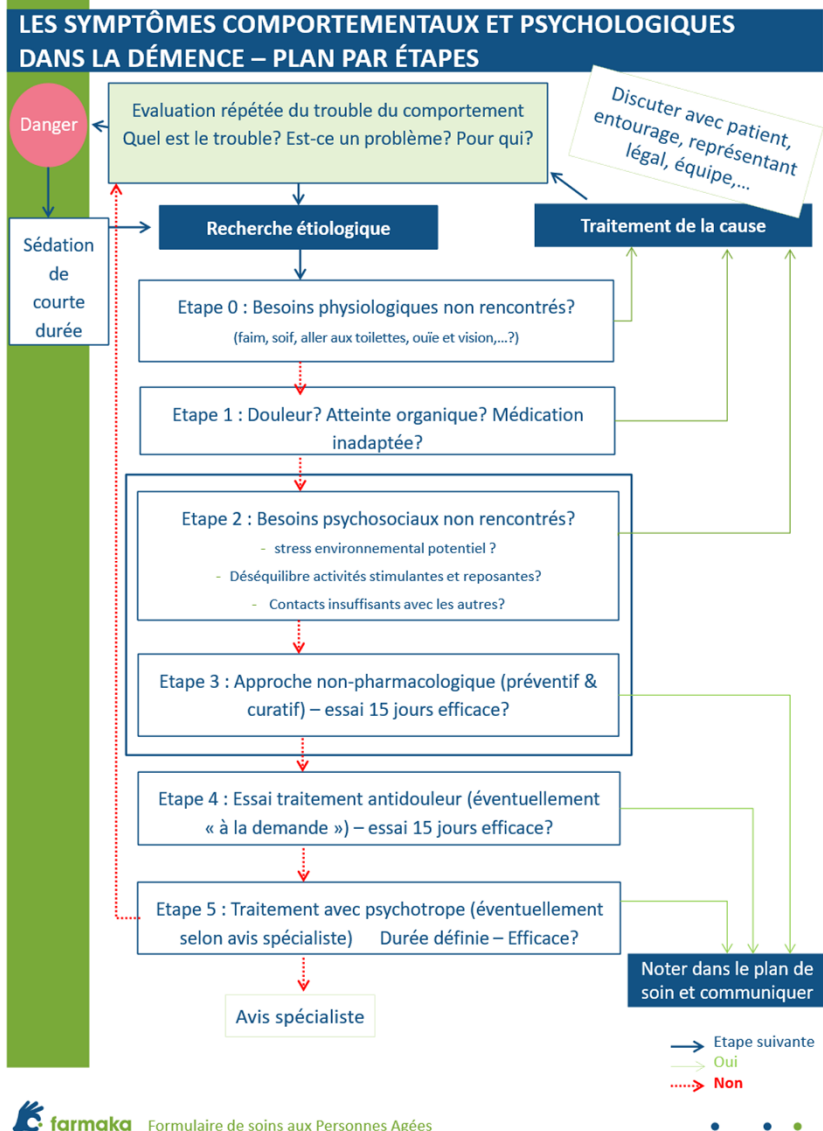 LES SYMPTÔMES COMPORTEMENTAUX ET PSYCHOLOGIQUES
DANS LA DÉMENCE – PLAN PAR ÉTAPES
Danger
Evaluation répétée du trouble du comportement
Quel est le trouble? Est-ce un problème? Pour qui?
Discuter avec patient,
entourage, représentant
légal, équipe,...
Sédation
de
courte
durée
Recherche étiologique
Traitement de la cause
Etape 0 : Besoins physiologiques non rencontrés?
(faim, soif, aller aux toilettes, ouïe et vision,...?)
Etape 1 : Douleur? Atteinte organique? Médication
inadaptée?
Etape 2 : Besoins psychosociaux non rencontrés?
- stress environnemental potentiel ?
- Déséquilibre activités stimulantes et reposantes?
- Contacts insuffisants avec les autres?
Etape 3 : Approche non-pharmacologique (préventif &
curatif) – essai 15 jours efficace?
Etape 4 : Essai traitement antidouleur (éventuellement
« à la demande ») – essai 15 jours efficace?
Etape 5 : Traitement avec psychotrope (éventuellement
selon avis spécialiste) Durée définie – Efficace?
Avis spécialiste
Noter dans le plan de
soin et communiquer
Etape suivante
Oui
Non
farmaka Formulaire de soins aux Personnes Agées